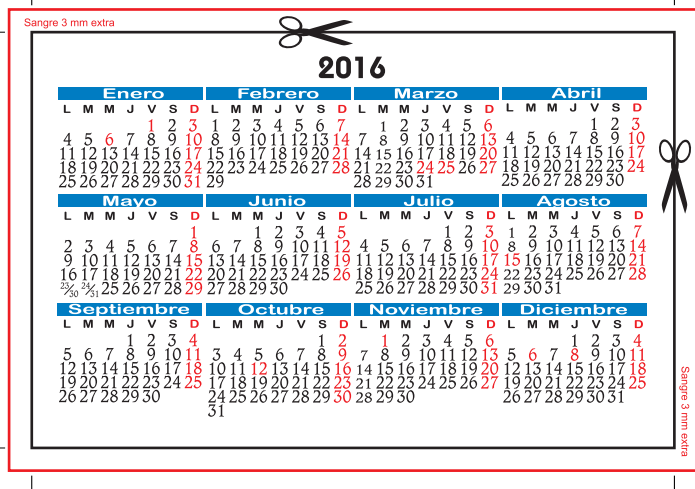 Sangre 3 mm extra
2016
Enero
L M M J V S D
1 2 3
4 5 6 7 8 9 10
11 12 13 14 15 16 17
18 19 20 21 22 23 24
25 26 27 28 29 30 31
Febrero
L M M J V S D
1 2 3 4 5 6 7
8 9 10 11 12 13 14
15 16 17 18 19 20 21
22 23 24 25 26 27 28
29
Marzo
L M M J V S D
1 2 3 4 5 6
7 8 9 10 11 12 13
14 15 16 17 18 19 20
21 22 23 24 25 26 27
28 29 30 31
Abril
L M M J V S D
1 2 3
4 5 6 7 8 9 10
11 12 13 14 15 16 17
18 19 20 21 22 23 24
25 26 27 28 29 30
Mayo
L M M J V S D
1
2 3 4 5 6 7 8
9 10 11 12 13 14 15
16 17 18 19 20 21 22
23/30 24/31 25 26 27 28 29
Junio
L M M J V S D
1 2 3 4 5
6 7 8 9 10 11 12
13 14 15 16 17 18 19
20 21 22 23 24 25 26
27 28 29 30
Julio
L M M J V S D
1 2 3
4 5 6 7 8 9 10
11 12 13 14 15 16 17
18 19 20 21 22 23 24
25 26 27 28 29 30 31
Agosto
L M M J V S D
1 2 3 4 5 6 7
8 9 10 11 12 13 14
15 16 17 18 19 20 21
22 23 24 25 26 27 28
29 30 31
Septiembre
L M M J V S D
1 2 3 4
5 6 7 8 9 10 11
12 13 14 15 16 17 18
19 20 21 22 23 24 25
26 27 28 29 30
Octubre
L M M J V S D
1 2
3 4 5 6 7 8 9
10 11 12 13 14 15 16
17 18 19 20 21 22 23
24 25 26 27 28 29 30
31
Noviembre
L M M J V S D
1 2 3 4 5 6
7 8 9 10 11 12 13
14 15 16 17 18 19 20
21 22 23 24 25 26 27
28 29 30
Diciembre
L M M J V S D
1 2 3 4
5 6 7 8 9 10 11
12 13 14 15 16 17 18
19 20 21 22 23 24 25
26 27 28 29 30 31
Sangre 3 mm extra